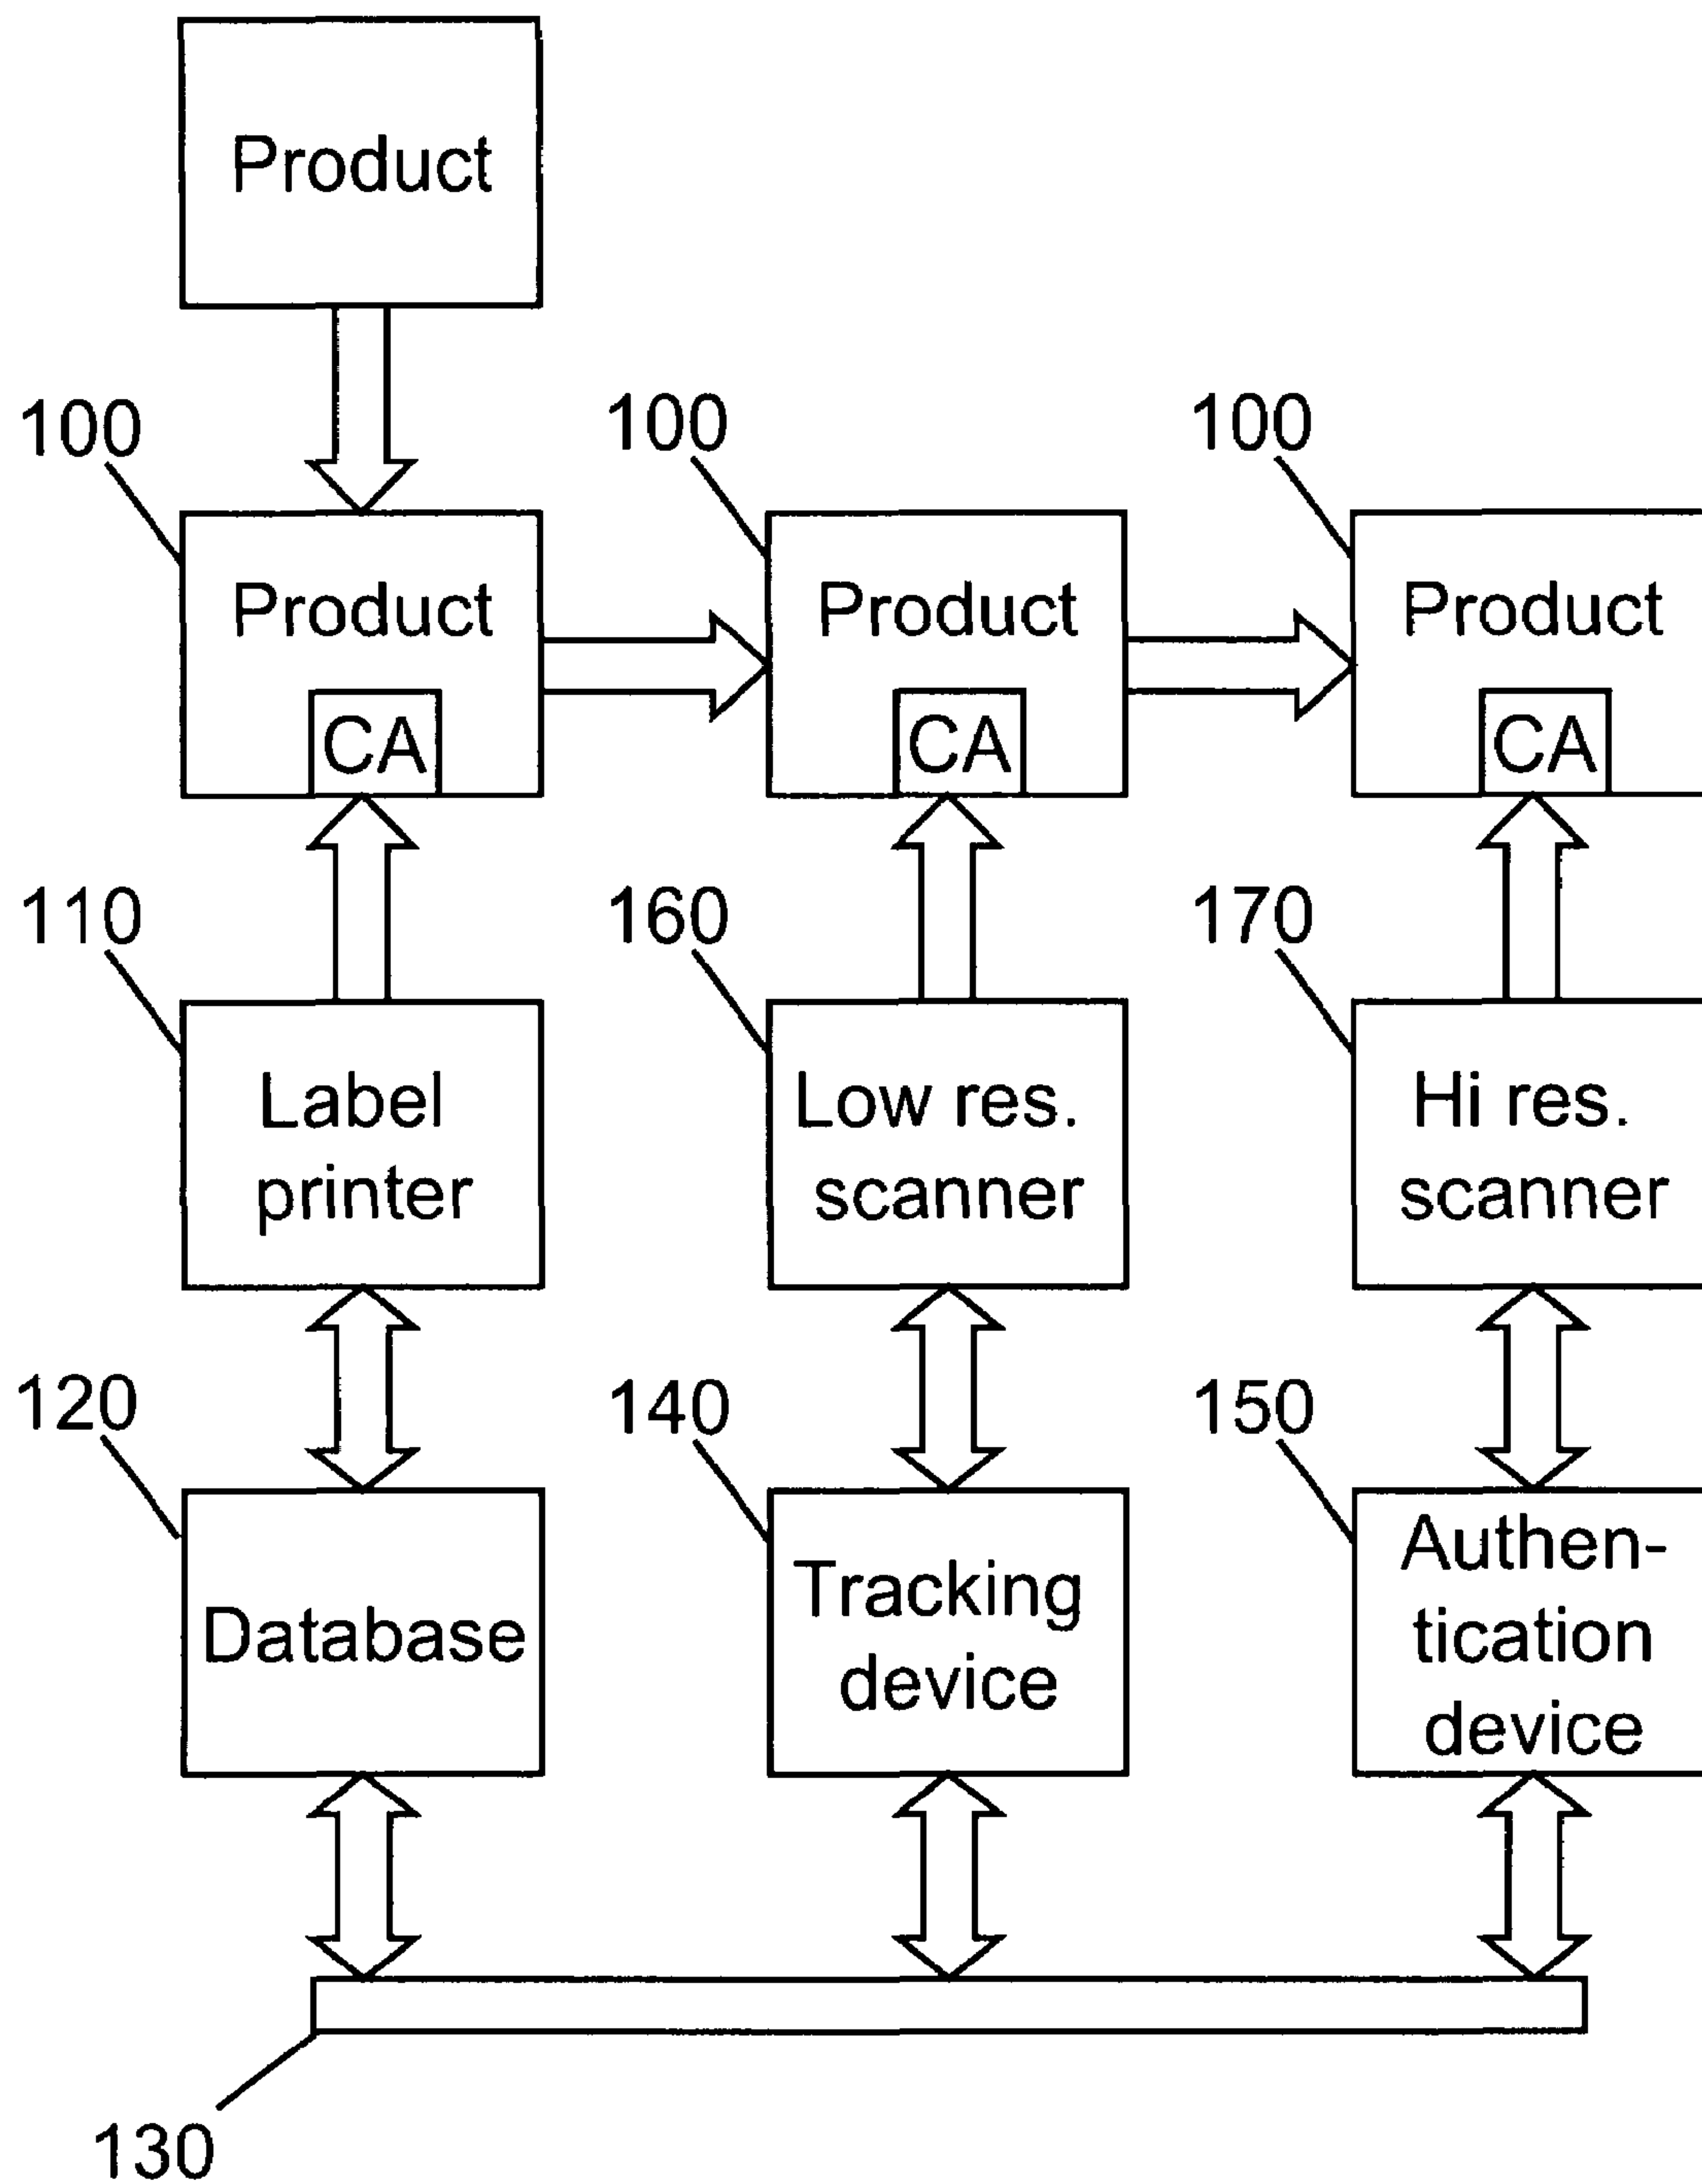 Product
100
100
100
Product
Product
Product
CA
CA
CA
110
160
170
Label
printer
Low res.
scanner
Hi res.
scanner
120
140
150
Database
Tracking
device
Authen-
tication
device
130